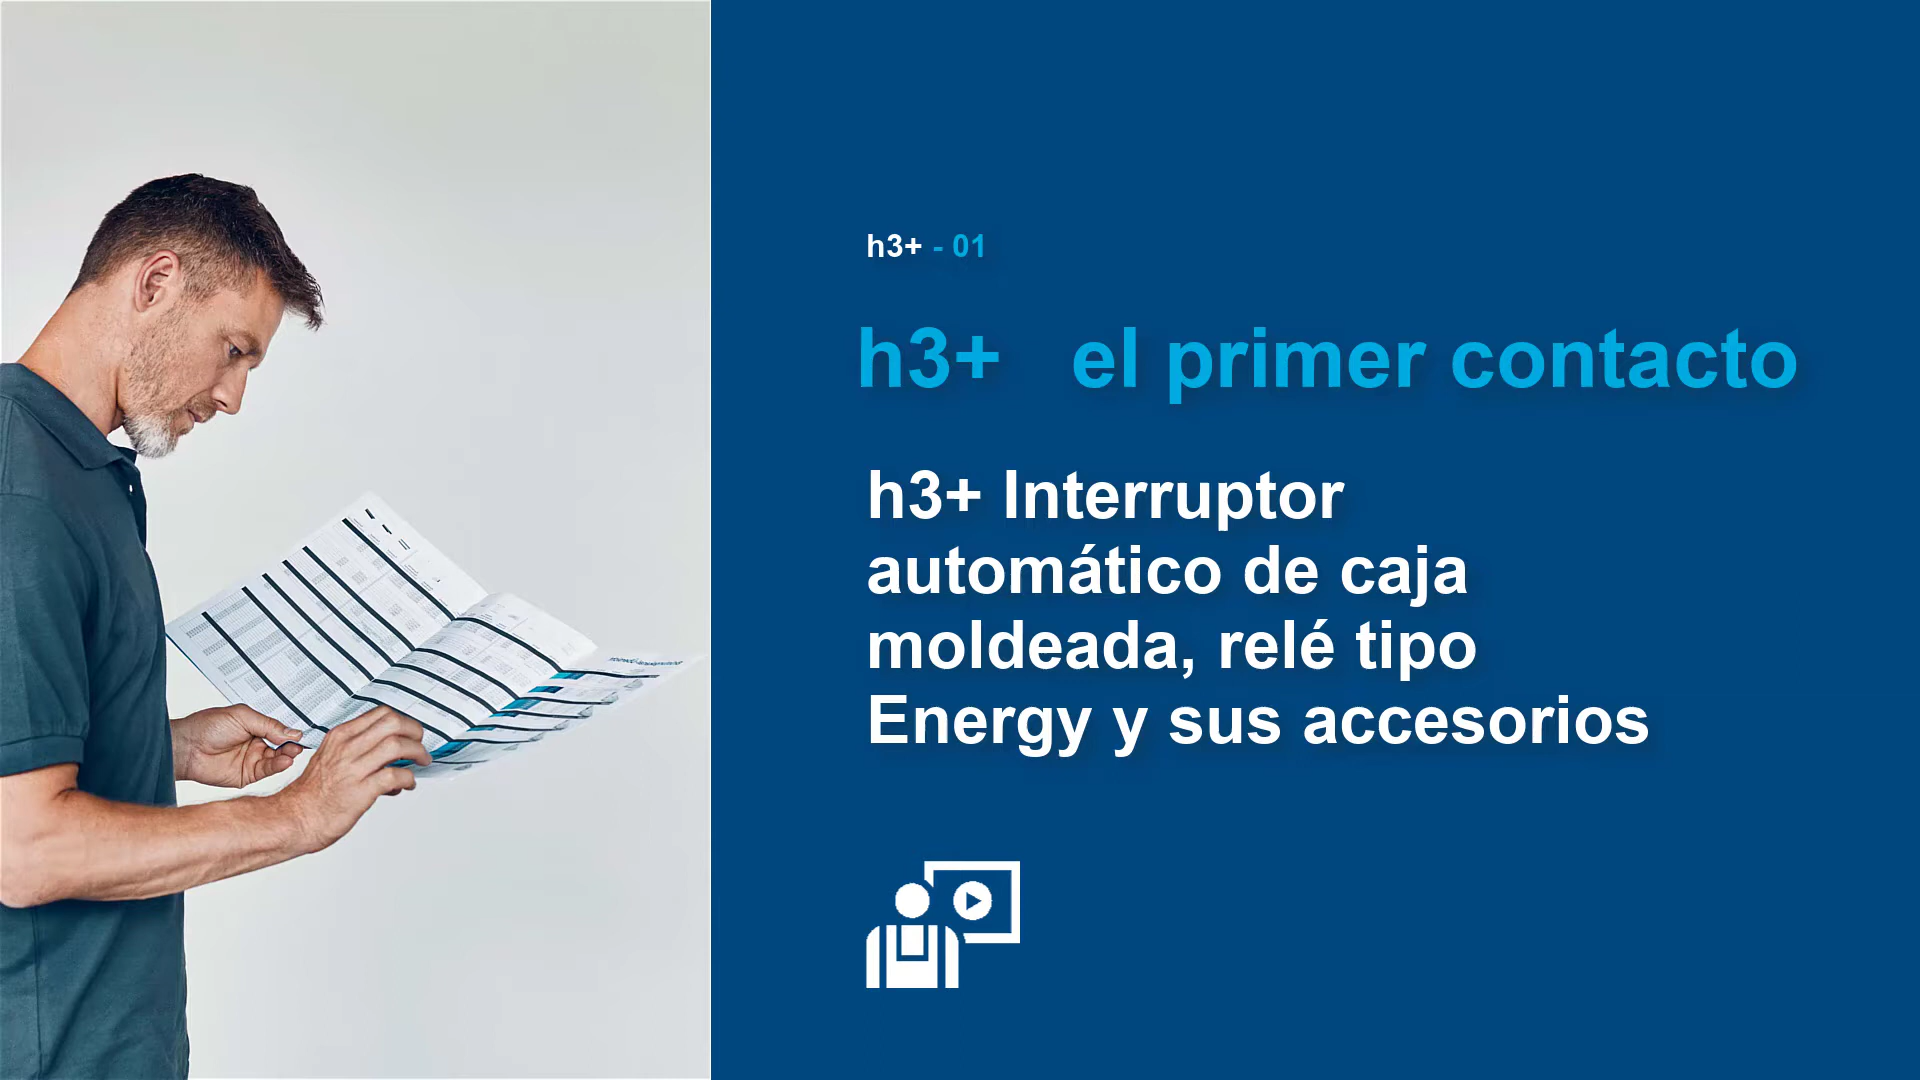 h3+ - 01
h3+ el primer contacto
h3+ Interruptor
automático de caja
moldeada, relé tipo
Energy y sus accesorios